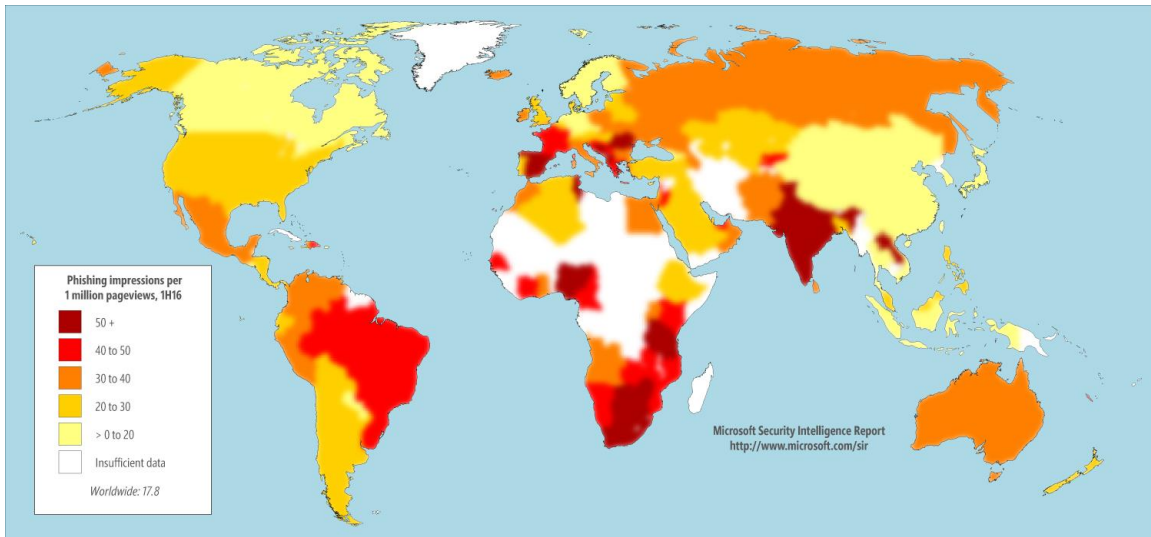 Phishing impressions per
1 million pageviews, 1H16
50 +
40 to 50
30 to 40
20 to 30
> 0 to 20
Insufficient data
Worldwide: 17.8
Microsoft Security Intelligence Report
http://www.microsoft.com/sir